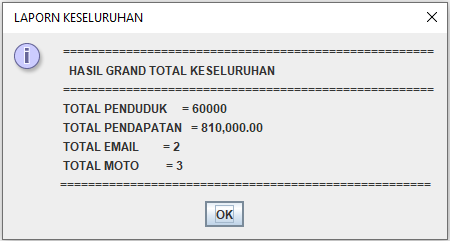 LAPORN KESELURUHAN
==================================================
HASIL GRAND TOTAL KESELURUHAN
==================================================
TOTAL PENDUDUK = 60000
TOTAL PENDAPATAN = 810,000.00
TOTAL EMAIL = 2
TOTAL MOTO = 3
==================================================
OK